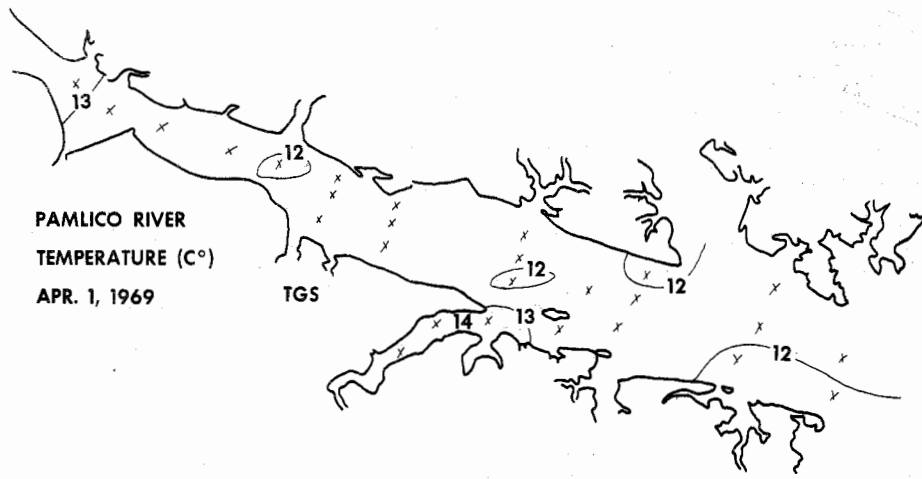 13
12
PAMLICO RIVER
TEMPERATURE (C°)
APR. 1, 1969
TGS
12
12
14
13
12